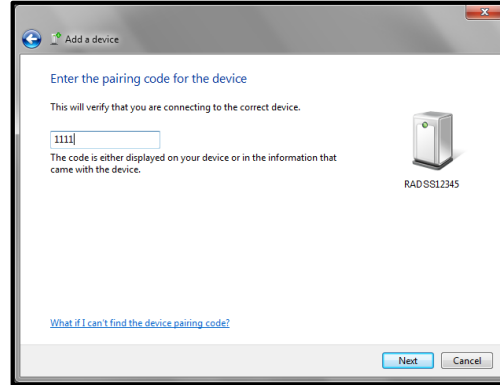 Add a device
Enter the pairing code for the device
This will verify that you are connecting to the correct device.
1111
The code is either displayed on your device or in the information that
came with the device.
RADSS12345
What if I can't find the device pairing code?
Next Cancel